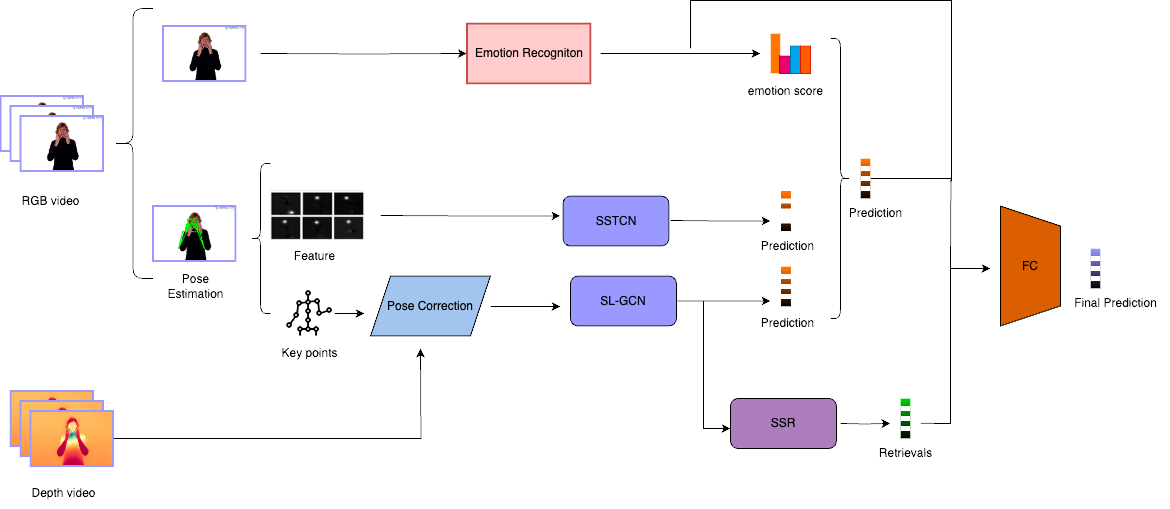 Emotion Recogniton
emotion score
RGB video
Pose
Estimation
Feature
SSTCN
Prediction
Prediction
Key points
Pose Correction
SL-GCN
Prediction
FC
Final Prediction
SSR
Retrievals
Depth video